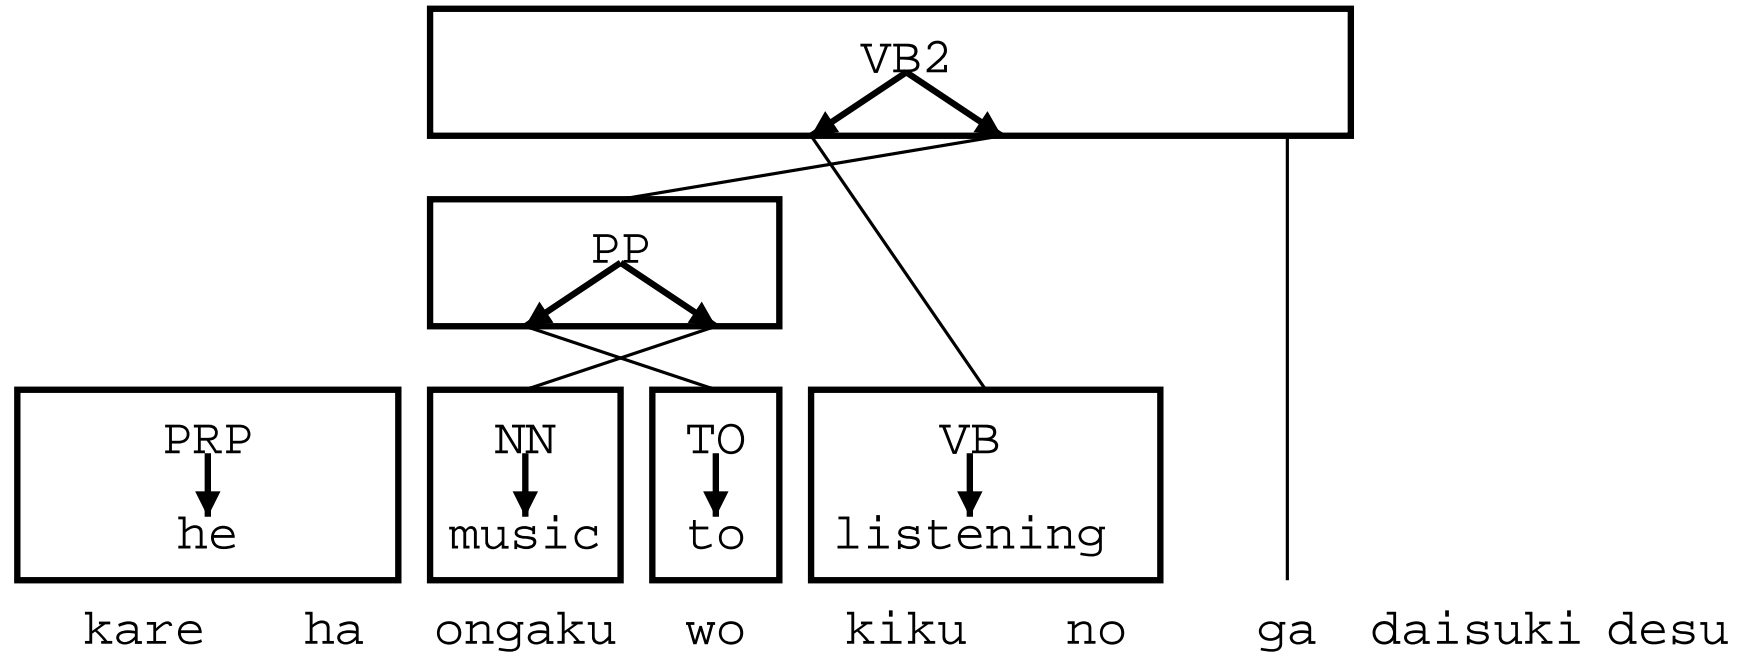 VB2
PP
PRP NN TO VB
he music to listening
kare ha ongaku wo kiku no ga daisuki desu